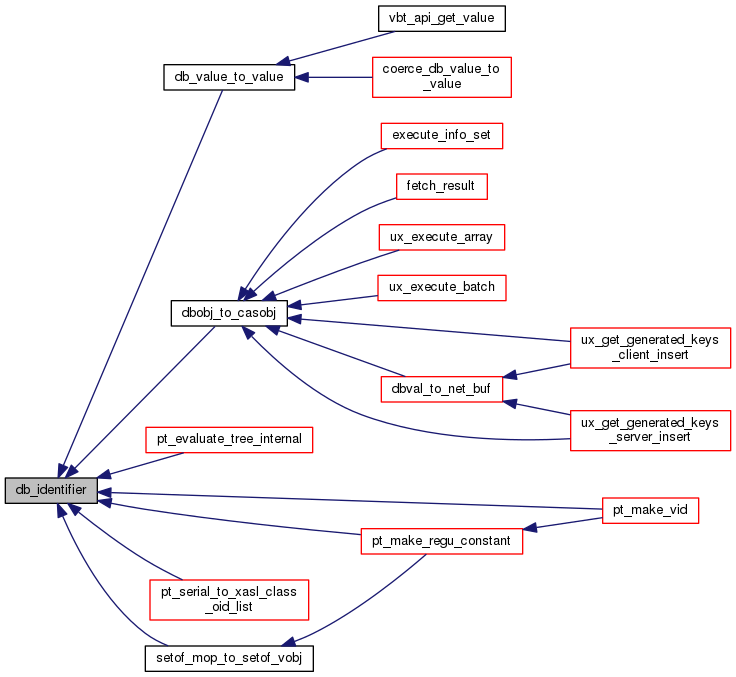 vbt_api_get_value
db_value_to_value
coerce_db_value_to
_value
execute_info_set
fetch_result
ux_execute_array
ux_execute_batch
dbobj_to_casobj
ux_get_generated_keys
_client_insert
dbval_to_net_buf
ux_get_generated_keys
_server_insert
pt_evaluate_tree_internal
db_identifier
pt_make_vid
pt_make_regu_constant
pt_serial_to_xasl_class
_oid_list
setof_mop_to_setof_vobj